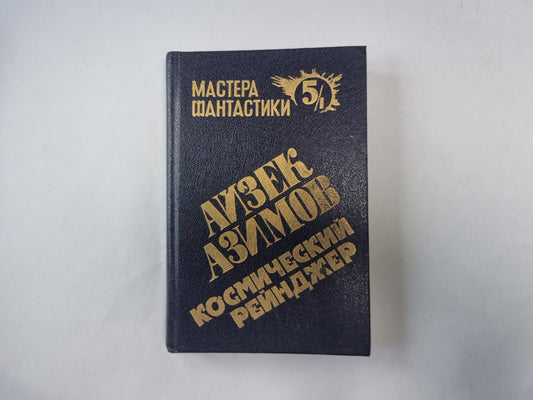 МАСТЕРА
ФАНТАСТИКИ
5/1
АЙЗЕК
АЗИМОВ
КОСМИЧЕСКИЙ
РЕЙНДЖЕР